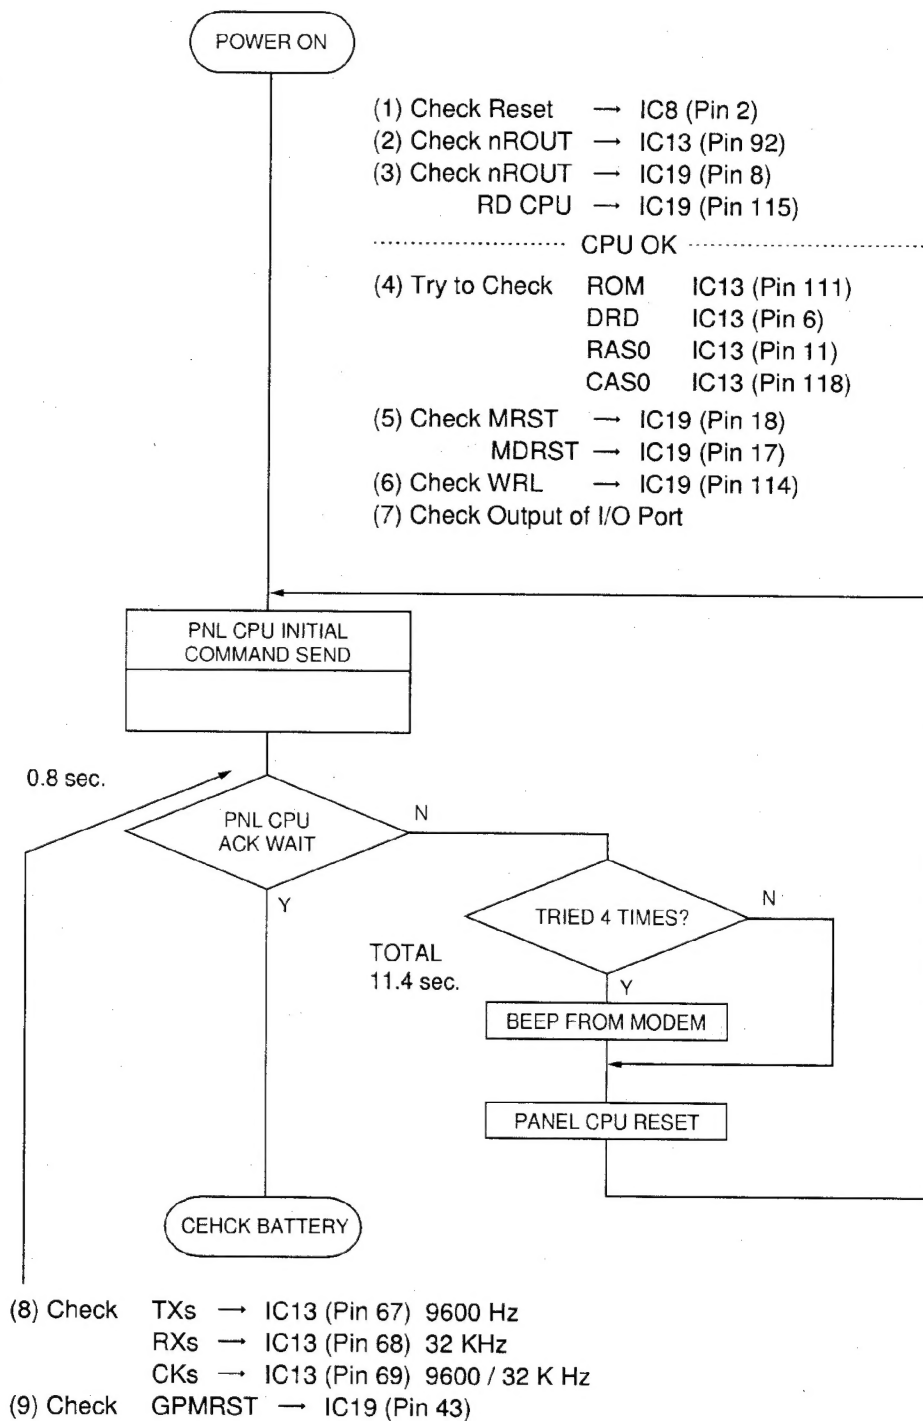 POWER ON
(1) Check Reset → IC8 (Pin 2)
(2) Check nROUT → IC13 (Pin 92)
(3) Check nROUT → IC19 (Pin 8)
RD CPU → IC19 (Pin 115)
CPU OK
(4) Try to Check ROM IC13 (Pin 111)
DRD IC13 (Pin 6)
RAS0 IC13 (Pin 11)
CAS0 IC13 (Pin 118)
(5) Check MRST → IC19 (Pin 18)
MDRST → IC19 (Pin 17)
(6) Check WRL → IC19 (Pin 114)
(7) Check Output of I/O Port
PNL CPU INITIAL
COMMAND SEND
0.8 sec.
PNL CPU
ACK WAIT
N
Y
TRIED 4 TIMES?
N
TOTAL
11.4 sec.
Y
BEEP FROM MODEM
PANEL CPU RESET
CEHCK BATTERY
(8) Check TXs → IC13 (Pin 67) 9600 Hz
RXs → IC13 (Pin 68) 32 KHz
CKs → IC13 (Pin 69) 9600 / 32 K Hz
(9) Check GPMRST → IC19 (Pin 43)